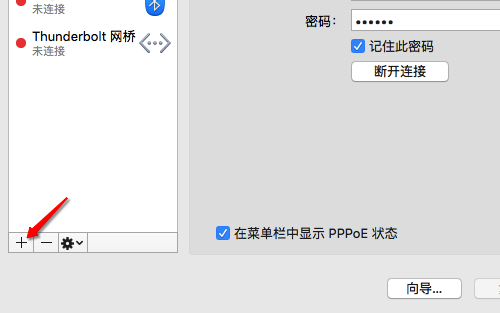 未连接
Thunderbolt 网桥
未连接
密码：
••••••
记住此密码
断开连接
在菜单栏中显示 PPPoE 状态
向导...